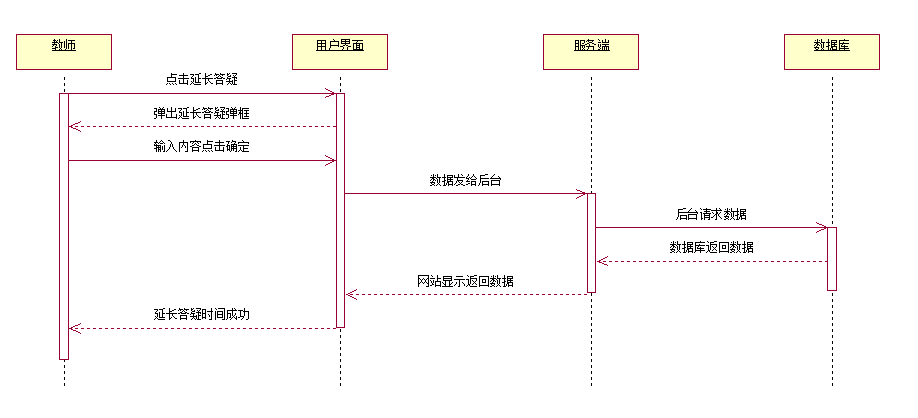 教师
用户界面
服务端
数据库
点击延长答疑
弹出延长答疑弹框
输入内容点击确定
数据发给后台
后台请求数据
数据库返回数据
网站显示返回数据
延长答疑时间成功